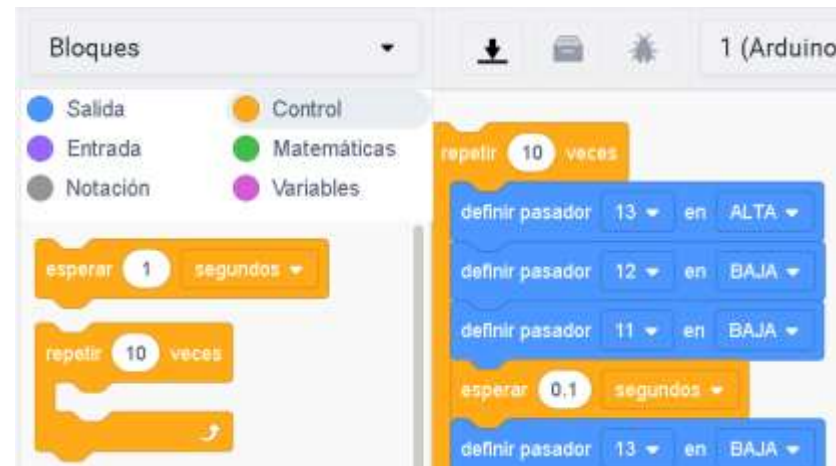 Bloques
1 (Arduino
Salida
Control
Entrada
Matemáticas
Notación
Variables
esperar 1 segundos
repetir 10 veces
repetir 10 veces
definir pasador 13 en ALTA
definir pasador 12 en BAJA
definir pasador 11 en BAJA
esperar 0.1 segundos
definir pasador 13 en BAJA